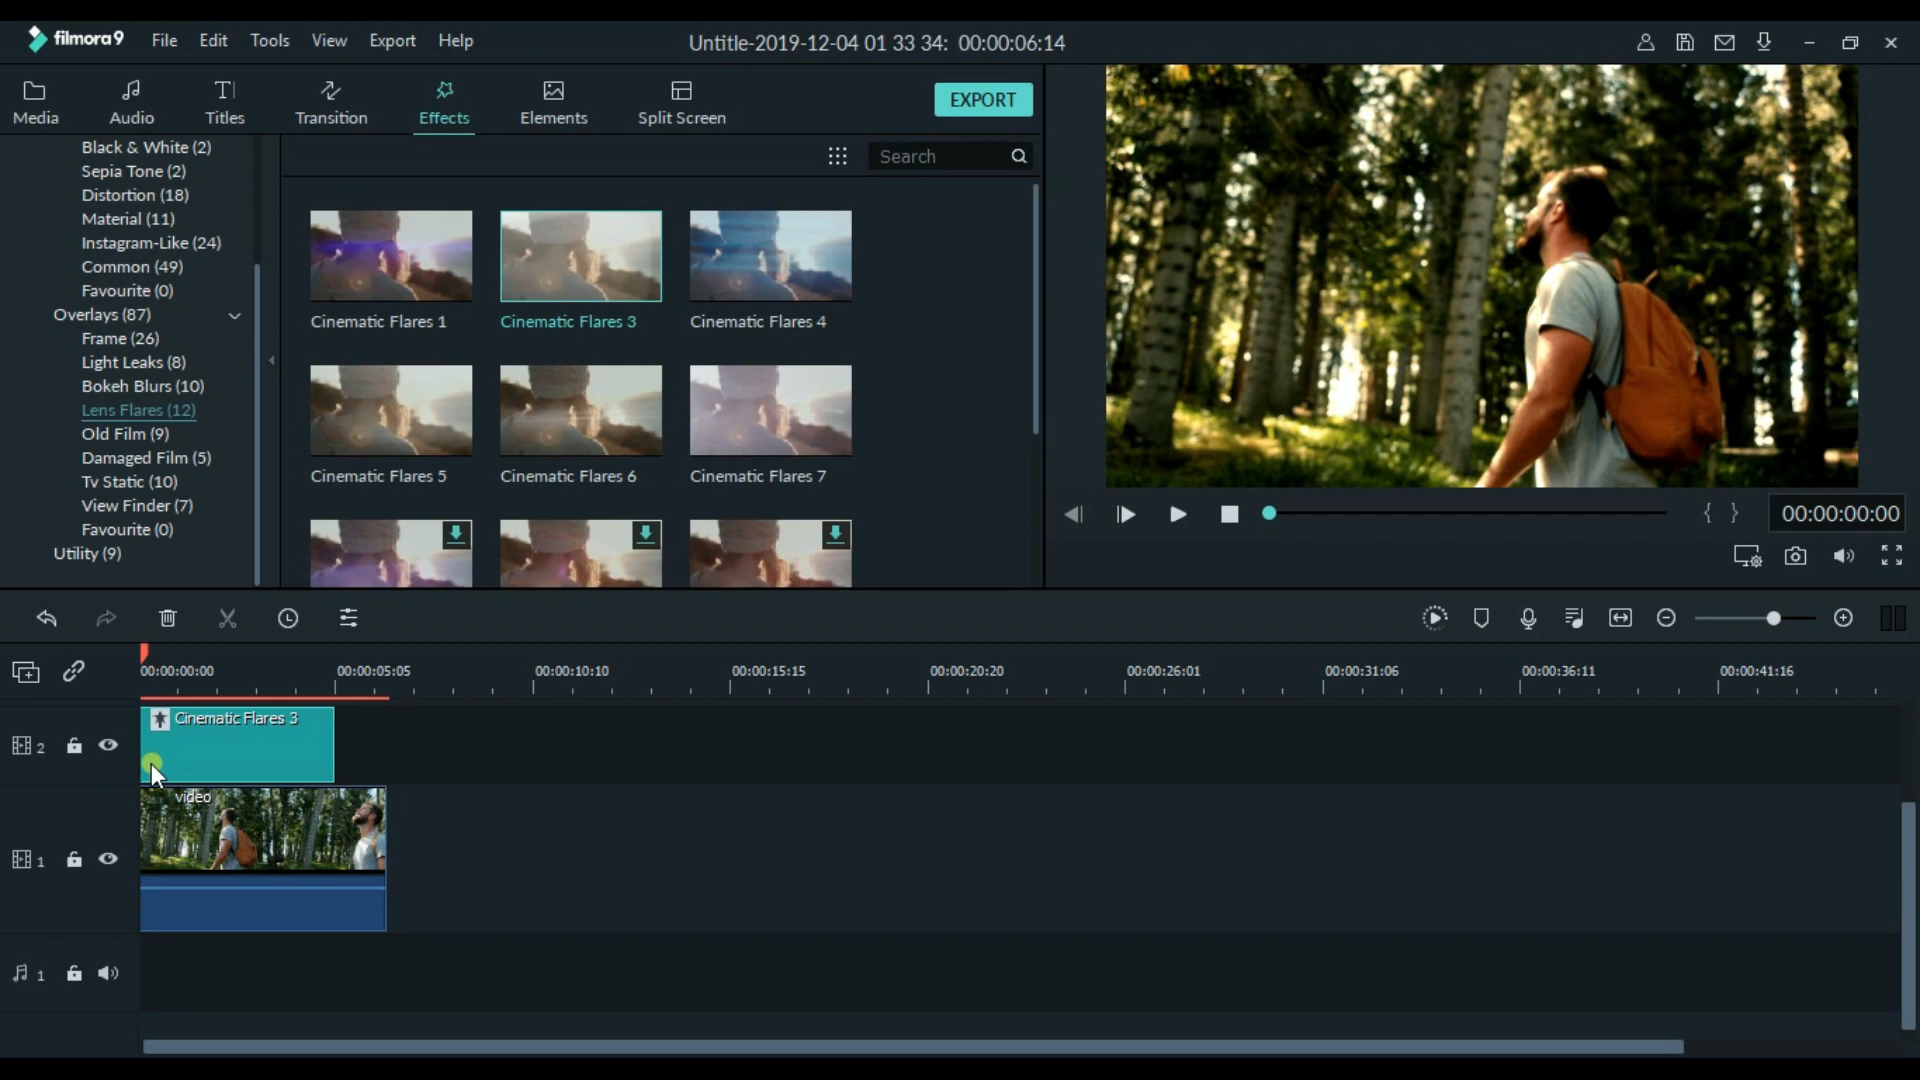 filmora9 File Edit Tools View Export Help Untitle-2019-12-04 01 33 34: 00:00:06:14
Media Audio Titles Transition Effects Elements Split Screen EXPORT
Black & White (2)
Sepia Tone (2)
Distortion (18)
Material (11)
Instagram-Like (24)
Common (49)
Favourite (0)
Overlays (87)
Frame (26)
Light Leaks (8)
Bokeh Blurs (10)
Lens Flares (12)
Old Film (9)
Damaged Film (5)
Tv Static (10)
View Finder (7)
Favourite (0)
Utility (9)
Search
Cinematic Flares 1 Cinematic Flares 3 Cinematic Flares 4
Cinematic Flares 5 Cinematic Flares 6 Cinematic Flares 7
{ } 00:00:00:00
00:00:00:00 00:00:05:05 00:00:10:10 00:00:15:15 00:00:20:20 00:00:26:01 00:00:31:06 00:00:36:11 00:00:41:16
Cinematic Flares 3
2
video
1
1